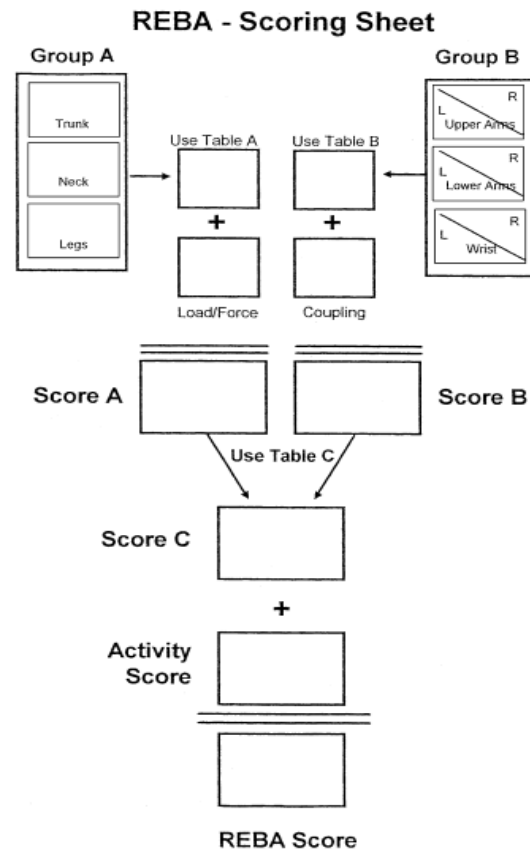 REBA - Scoring Sheet
Group A
Group B
Trunk
Neck
Legs
Use Table A
Use Table B
L
R
Upper Arms
L
R
Lower Arms
L
R
Wrist
+
+
Load/Force
Coupling
Score A
Score B
Use Table C
Score C
+
Activity
Score
REBA Score